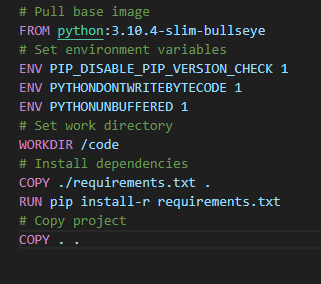 # Pull base image
FROM python:3.10.4-slim-bullseye
# Set environment variables
ENV PIP_DISABLE_PIP_VERSION_CHECK 1
ENV PYTHONDONTWRITEBYTECODE 1
ENV PYTHONUNBUFFERED 1
# Set work directory
WORKDIR /code
# Install dependencies
COPY ./requirements.txt .
RUN pip install-r requirements.txt
# Copy project
COPY . .